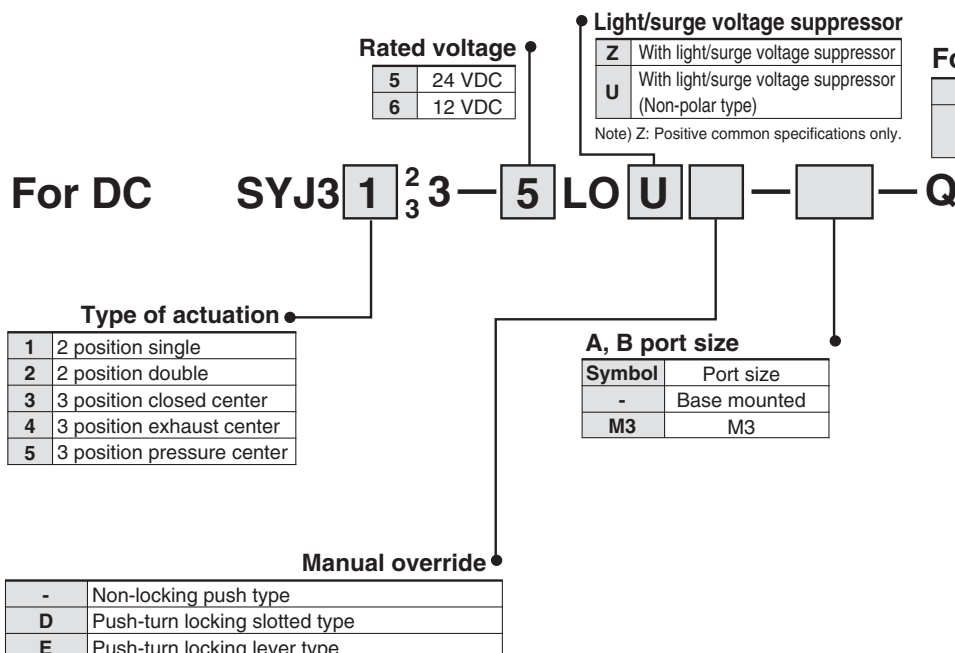 Light/surge voltage suppressor
Z With light/surge voltage suppressor
U With light/surge voltage suppressor
(Non-polar type)
Note) Z: Positive common specifications only.
Rated voltage
5 24 VDC
6 12 VDC
For DC SYJ3 1 2 3 3 — 5 LO U — — Q
Type of actuation
1 2 position single
2 2 position double
3 3 position closed center
4 3 position exhaust center
5 3 position pressure center
A, B port size
Symbol Port size
- Base mounted
M3 M3
Manual override
- Non-locking push type
D Push-turn locking slotted type
E Push-turn locking lever type